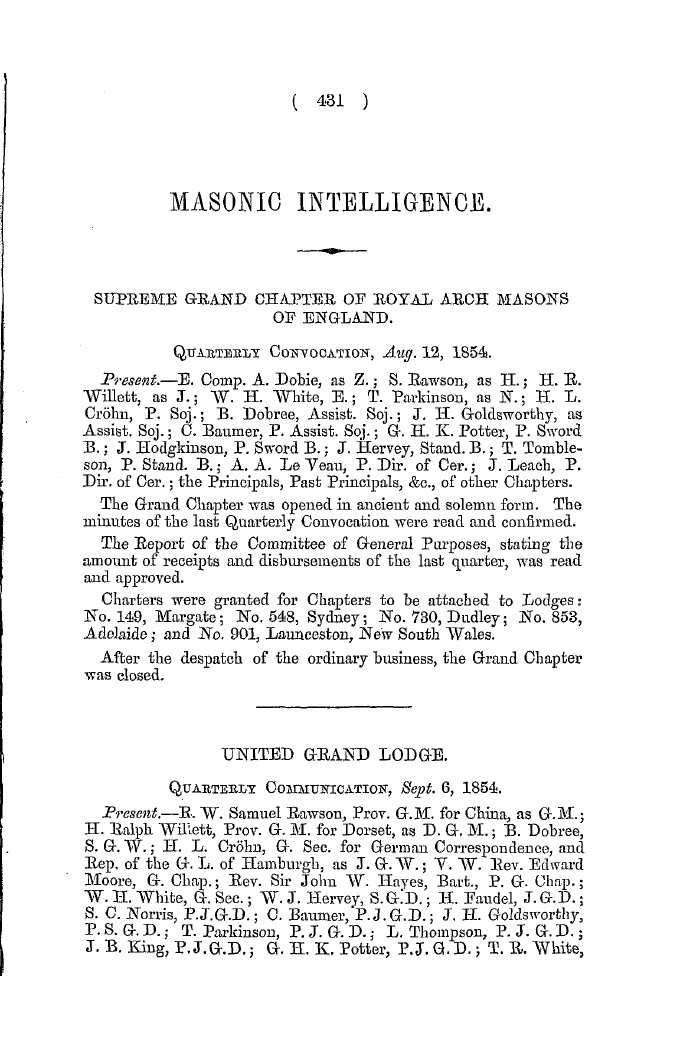 ( 431 )
MASONIC INTELLIGENCE.
SUPREME GRAND CHAPTER OF ROYAL ARCH MASONS
OF ENGLAND.
QUARTERLY CONVOCATION, Aug. 12, 1854.
Present.—E. Comp. A. Dobie, as Z.; S. Rawson, as H.; H. R.
Willett, as J.; W. H. White, E.; T. Parkinson, as N.; H. L.
Cröhn, P. Soj.; B. Dobree, Assist. Soj.; J. H. Goldsworthy, as
Assist. Soj.; C. Baumer, P. Assist. Soj.; G. H. K. Potter, P. Sword
B.; J. Hodgkinson, P. Sword B.; J. Hervey, Stand. B.; T. Tomble-
son, P. Stand. B.; A. A. Le Veau, P. Dir. of Cer.; J. Leach, P.
Dir. of Cer.; the Principals, Past Principals, &c., of other Chapters.
The Grand Chapter was opened in ancient and solemn form. The
minutes of the last Quarterly Convocation were read and confirmed.
The Report of the Committee of General Purposes, stating the
amount of receipts and disbursements of the last quarter, was read
and approved.
Charters were granted for Chapters to be attached to Lodges:
No. 149, Margate; No. 548, Sydney; No. 730, Dudley; No. 853,
Adelaide; and No. 901, Launceston, New South Wales.
After the despatch of the ordinary business, the Grand Chapter
was closed.
UNITED GRAND LODGE.
QUARTERLY COMMUNICATION, Sept. 6, 1854.
Present.—R. W. Samuel Rawson, Prov. G.M. for China, as G.M.;
H. Ralph Willett, Prov. G. M. for Dorset, as D. G. M.; B. Dobree,
S. G. W.; H. L. Cröhn, G. Sec. for German Correspondence, and
Rep. of the G. L. of Hamburgh, as J. G. W.; V. W. Rev. Edward
Moore, G. Chap.; Rev. Sir John W. Hayes, Bart., P. G. Chap.;
W. H. White, G. Sec.; W. J. Hervey, S.G.D.; H. Faudel, J.G.D.;
S. C. Norris, P.J.G.D.; C. Baumer, P.J.G.D.; J. H. Goldsworthy,
P. S. G. D.; T. Parkinson, P. J. G. D.; L. Thompson, P. J. G. D.;
J. B. King, P.J.G.D.; G. H. K. Potter, P.J.G.D.; T. R. White,